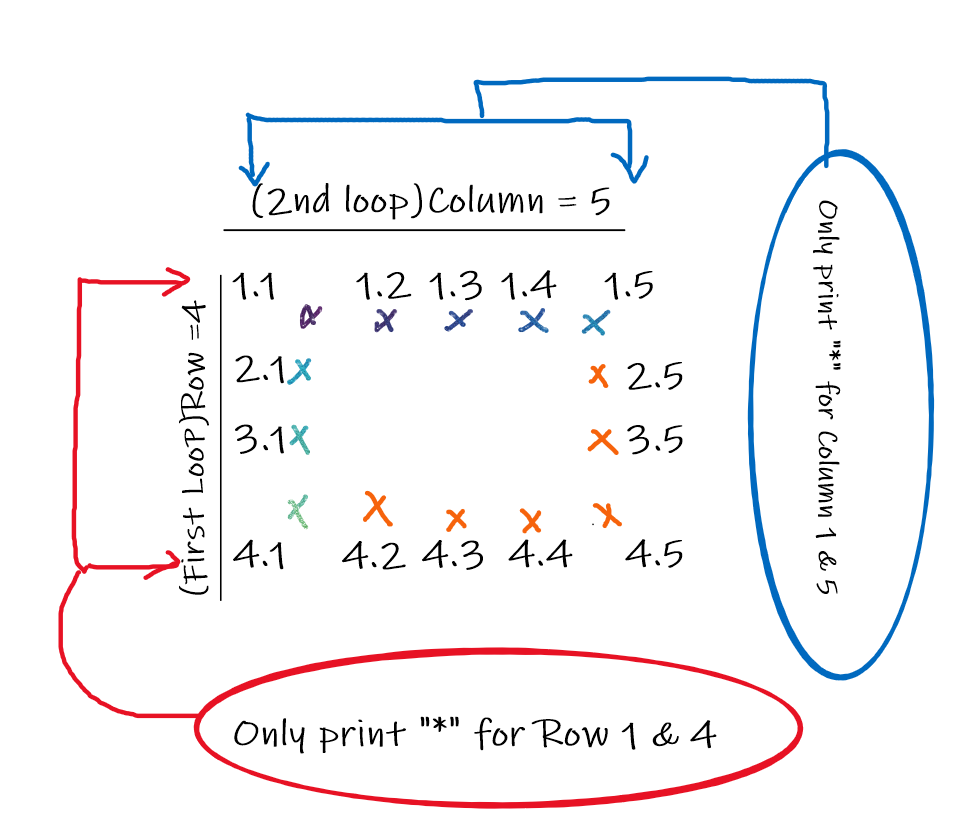 (2nd loop)Column = 5
1.1 1.2 1.3 1.4 1.5
x x x x x
2.1 x x 2.5
3.1 x x 3.5
x x x x x
4.1 4.2 4.3 4.4 4.5
(First LooP)Row =4
Only print "*" for Column 1 & 5
Only print "*" for Row 1 & 4